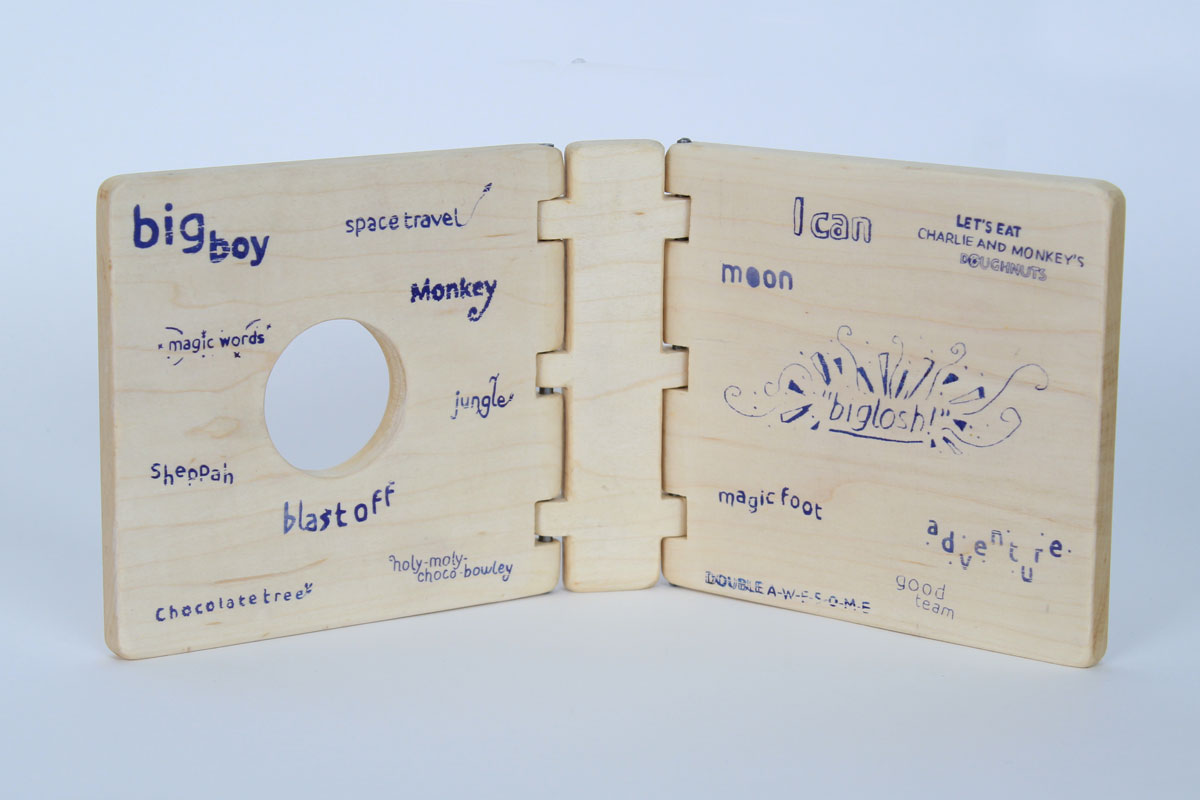 big
boy
space travel
Monkey
magic words
jungle
Sheppah
blast off
holy-moly-
choco-bowley
Chocolate tree
I can
LET'S EAT
CHARLIE AND MONKEY'S
DOUGHNUTS
moon
"biglosh!"
magic foot
adventure
DOUBLE A-W-E-S-O-M-E
good
team